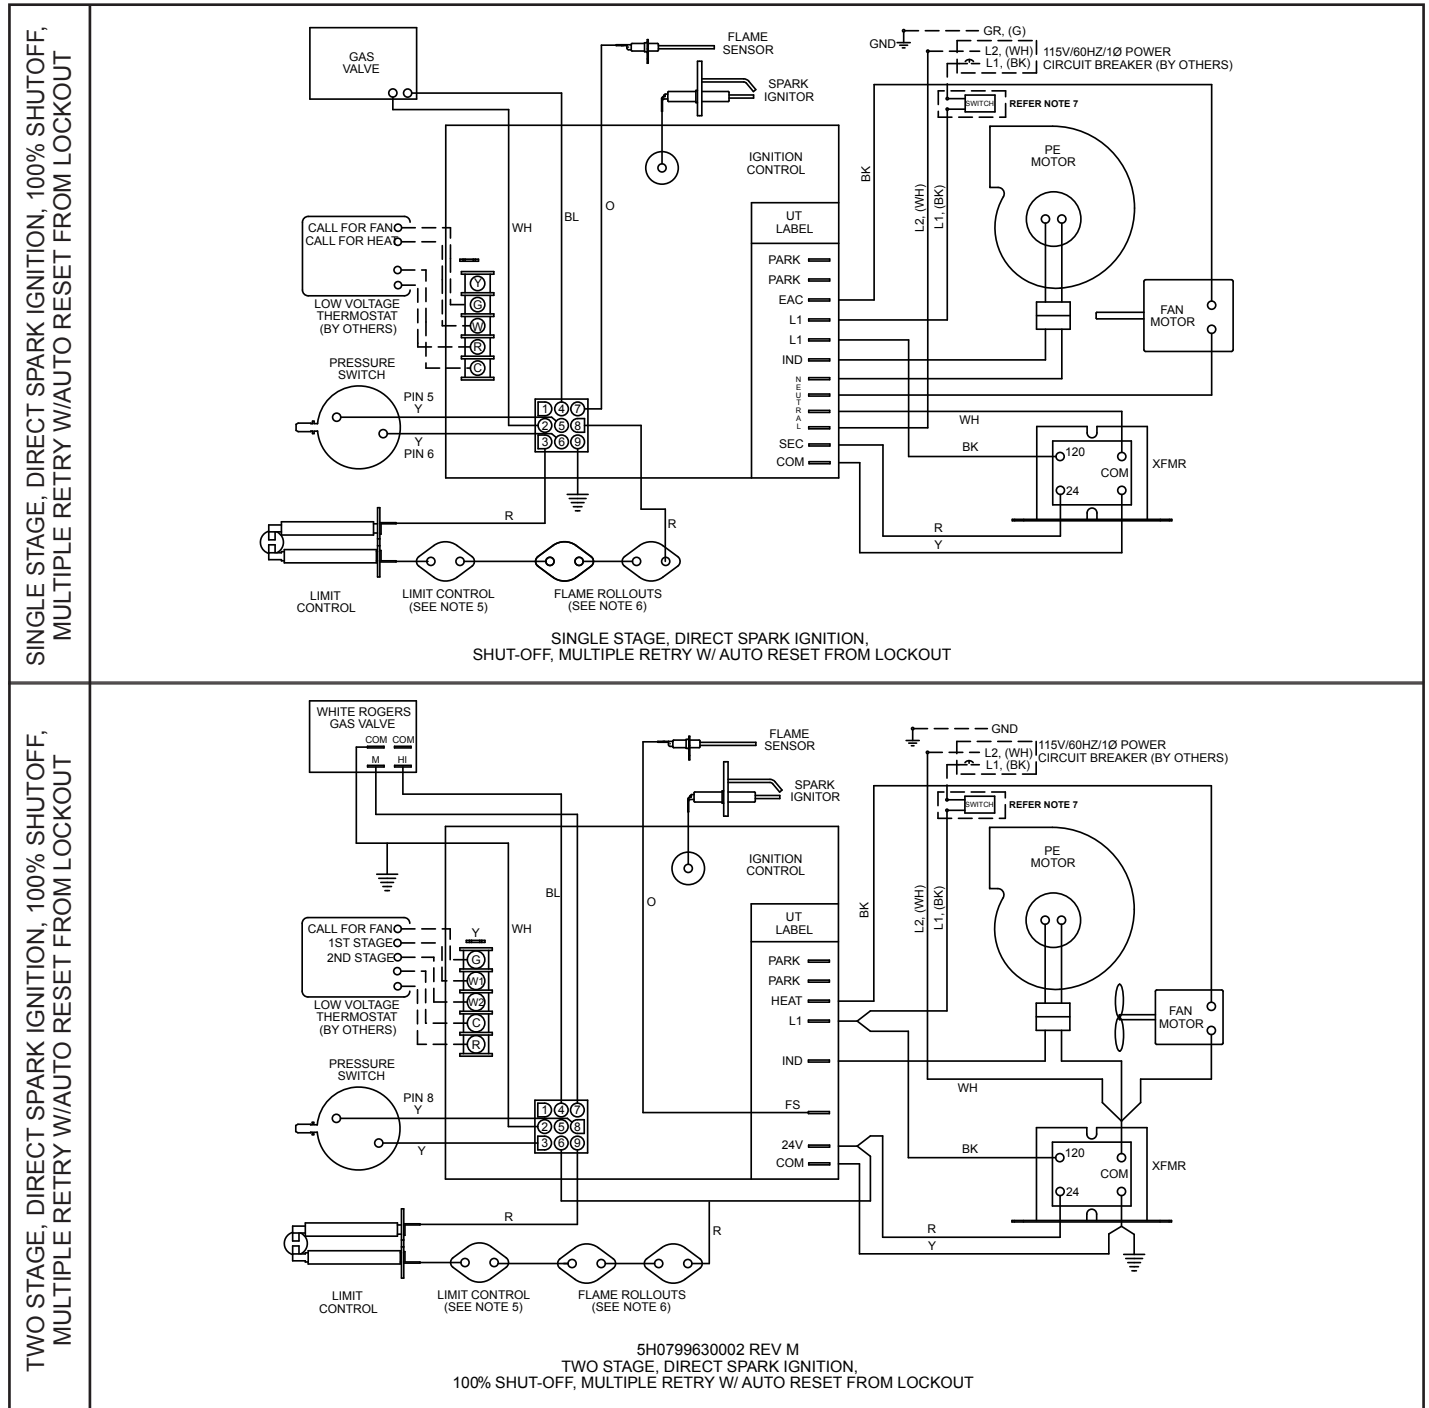 SINGLE STAGE, DIRECT SPARK IGNITION, 100% SHUTOFF,
MULTIPLE RETRY W/AUTO RESET FROM LOCKOUT
GAS
VALVE
FLAME
SENSOR
SPARK
IGNITOR
GND
GR, (G)
L2, (WH)
L1, (BK)
115V/60HZ/1Ø POWER
CIRCUIT BREAKER (BY OTHERS)
SWITCH
REFER NOTE 7
IGNITION
CONTROL
PE
MOTOR
BK
L2, (WH)
L1, (BK)
O
BL
WH
CALL FOR FAN
CALL FOR HEAT
LOW VOLTAGE
THERMOSTAT
(BY OTHERS)
Y
G
W
R
C
UT
LABEL
PARK
PARK
EAC
L1
L1
IND
NEUTRAL
SEC
COM
FAN
MOTOR
PRESSURE
SWITCH
PIN 5
Y
Y
PIN 6
1 4 7
2 5 8
3 6 9
WH
BK
120
COM
24
XFMR
R
Y
R
R
LIMIT
CONTROL
LIMIT CONTROL
(SEE NOTE 5)
FLAME ROLLOUTS
(SEE NOTE 6)
SINGLE STAGE, DIRECT SPARK IGNITION,
SHUT-OFF, MULTIPLE RETRY W/ AUTO RESET FROM LOCKOUT
TWO STAGE, DIRECT SPARK IGNITION, 100% SHUTOFF,
MULTIPLE RETRY W/AUTO RESET FROM LOCKOUT
WHITE ROGERS
GAS VALVE
COM COM
M HI
FLAME
SENSOR
SPARK
IGNITOR
GND
L2, (WH)
L1, (BK)
115V/60HZ/1Ø POWER
CIRCUIT BREAKER (BY OTHERS)
SWITCH
REFER NOTE 7
IGNITION
CONTROL
PE
MOTOR
BK
L2, (WH)
L1, (BK)
BL
O
WH
CALL FOR FAN
1ST STAGE
2ND STAGE
LOW VOLTAGE
THERMOSTAT
(BY OTHERS)
Y
G
W1
W2
C
R
UT
LABEL
PARK
PARK
HEAT
L1
IND
FS
24V
COM
FAN
MOTOR
PRESSURE
SWITCH
PIN 8
Y
Y
1 4 7
2 5 8
3 6 9
WH
BK
120
COM
24
XFMR
R
Y
R
R
LIMIT
CONTROL
LIMIT CONTROL
(SEE NOTE 5)
FLAME ROLLOUTS
(SEE NOTE 6)
5H0799630002 REV M
TWO STAGE, DIRECT SPARK IGNITION,
100% SHUT-OFF, MULTIPLE RETRY W/ AUTO RESET FROM LOCKOUT